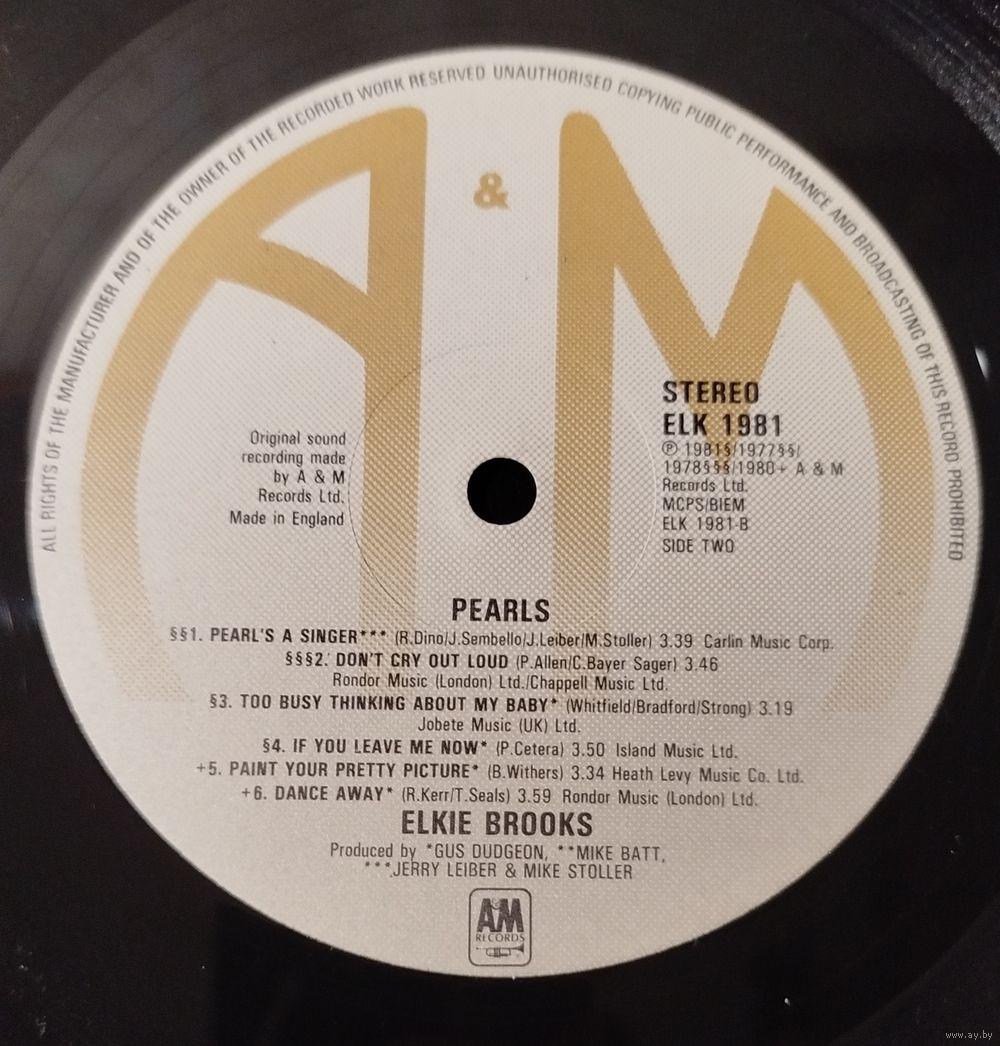 ALL RIGHTS OF THE MANUFACTURER AND OF THE OWNER OF THE RECORDED WORK RESERVED UNAUTHORISED COPYING PUBLIC PERFORMANCE AND BROADCASTING OF THIS RECORD PROHIBITED
A & M
STEREO
ELK 1981
Ⓟ 1981§/1977§§/
1978§§§/1980+ A & M
Records Ltd.
MCPS/BIEM
ELK 1981-B
SIDE TWO
Original sound
recording made
by A & M
Records Ltd.
Made in England
PEARLS
§§1. PEARL'S A SINGER*** (R.Dino/J.Sembello/J.Leiber/M.Stoller) 3.39 Carlin Music Corp.
§§§2. DON'T CRY OUT LOUD (P.Allen/C.Bayer Sager) 3.46
Rondor Music (London) Ltd./Chappell Music Ltd.
§3. TOO BUSY THINKING ABOUT MY BABY* (Whitfield/Bradford/Strong) 3.19
Jobete Music (UK) Ltd.
§4. IF YOU LEAVE ME NOW* (P.Cetera) 3.50 Island Music Ltd.
+5. PAINT YOUR PRETTY PICTURE* (B.Withers) 3.34 Heath Levy Music Co. Ltd.
+6. DANCE AWAY* (R.Kerr/T.Seals) 3.59 Rondor Music (London) Ltd.
ELKIE BROOKS
Produced by *GUS DUDGEON, **MIKE BATT,
***JERRY LEIBER & MIKE STOLLER
A&M
RECORDS
www.ay.by